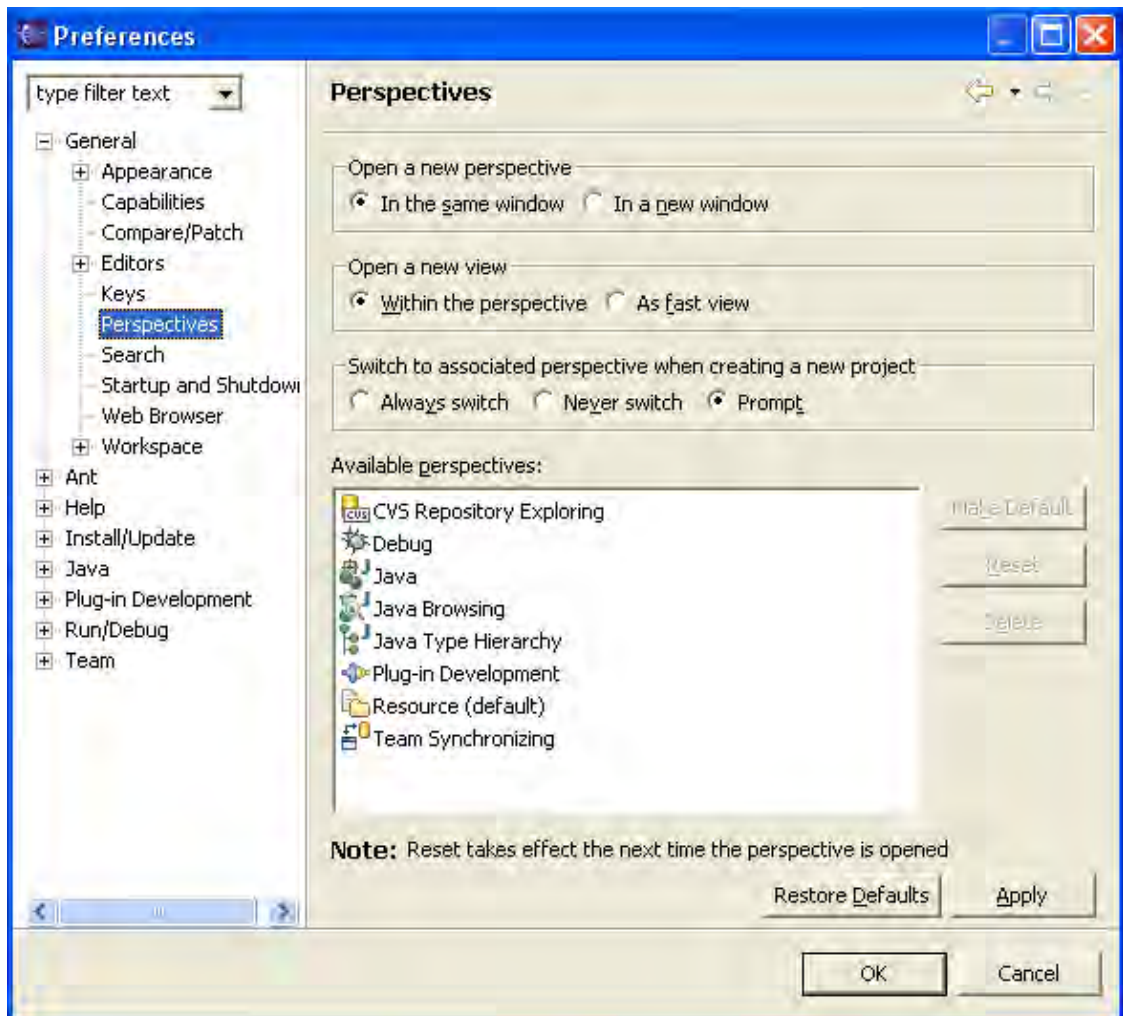 Preferences
type filter text
General
Appearance
Capabilities
Compare/Patch
Editors
Keys
Perspectives
Search
Startup and Shutdow
Web Browser
Workspace
Ant
Help
Install/Update
Java
Plug-in Development
Run/Debug
Team
Perspectives
Open a new perspective
In the same window In a new window
Open a new view
Within the perspective As fast view
Switch to associated perspective when creating a new project
Always switch Never switch Prompt
Available perspectives:
CVS Repository Exploring
Debug
Java
Java Browsing
Java Type Hierarchy
Plug-in Development
Resource (default)
Team Synchronizing
Make Default
Reset
Delete
Note: Reset takes effect the next time the perspective is opened
Restore Defaults Apply
OK Cancel